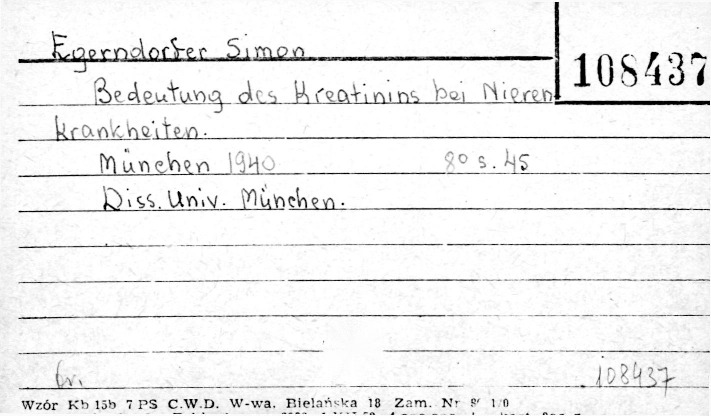 Egerndorfer Simon
108437
Bedeutung des Kreatinins bei Nieren
krankheiten.
München 1940 8° s. 45
Diss. Univ. München.
br. 108437
Wzór Kb 15b 7 PS C.W.D. W-wa, Bielańska 18 Zam. Nr